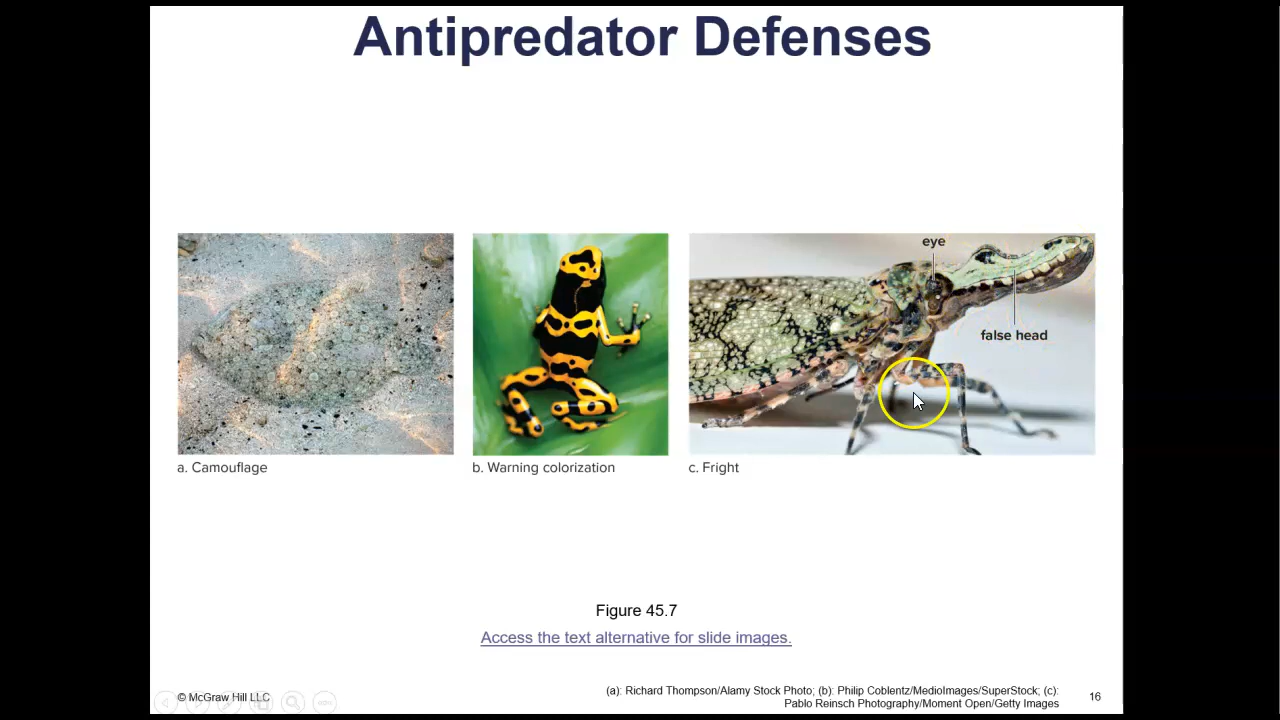 Antipredator Defenses
eye
false head
a. Camouflage
b. Warning colorization
c. Fright
Figure 45.7
Access the text alternative for slide images.
© McGraw Hill LLC
(a): Richard Thompson/Alamy Stock Photo; (b): Philip Coblentz/MedioImages/SuperStock; (c):
Pablo Reinsch Photography/Moment Open/Getty Images
16